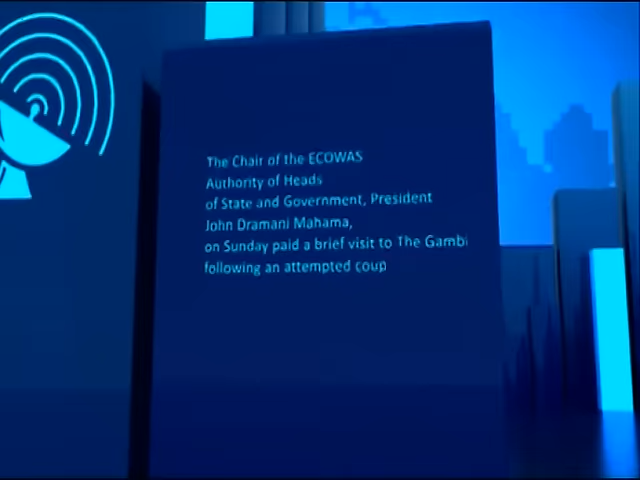 The Chair of the ECOWAS
Authority of Heads
of State and Government, President
John Dramani Mahama,
on Sunday paid a brief visit to The Gambi
following an attempted coup